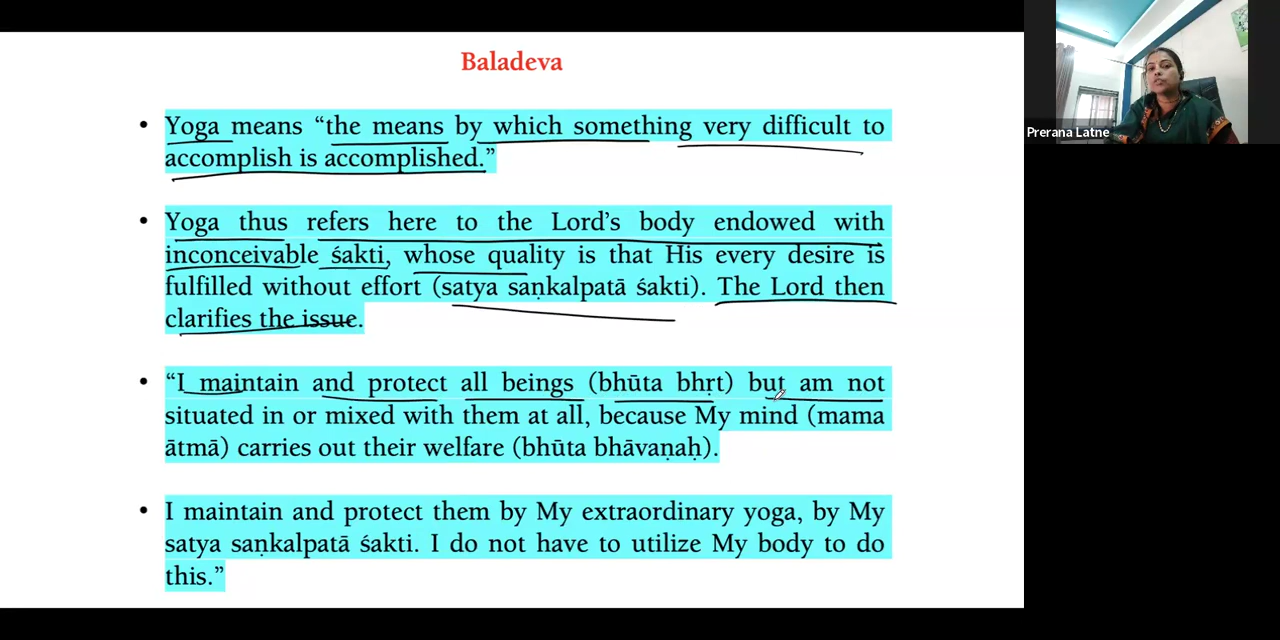 Baladeva
• Yoga means “the means by which something very difficult to
accomplish is accomplished.”
• Yoga thus refers here to the Lord’s body endowed with
inconceivable śakti, whose quality is that His every desire is
fulfilled without effort (satya saṇkalpatā śakti). The Lord then
clarifies the issue.
• “I maintain and protect all beings (bhūta bhṛt) but am not
situated in or mixed with them at all, because My mind (mama
ātmā) carries out their welfare (bhūta bhāvaṇaḥ).
• I maintain and protect them by My extraordinary yoga, by My
satya saṇkalpatā śakti. I do not have to utilize My body to do
this.”
Prerana Latne